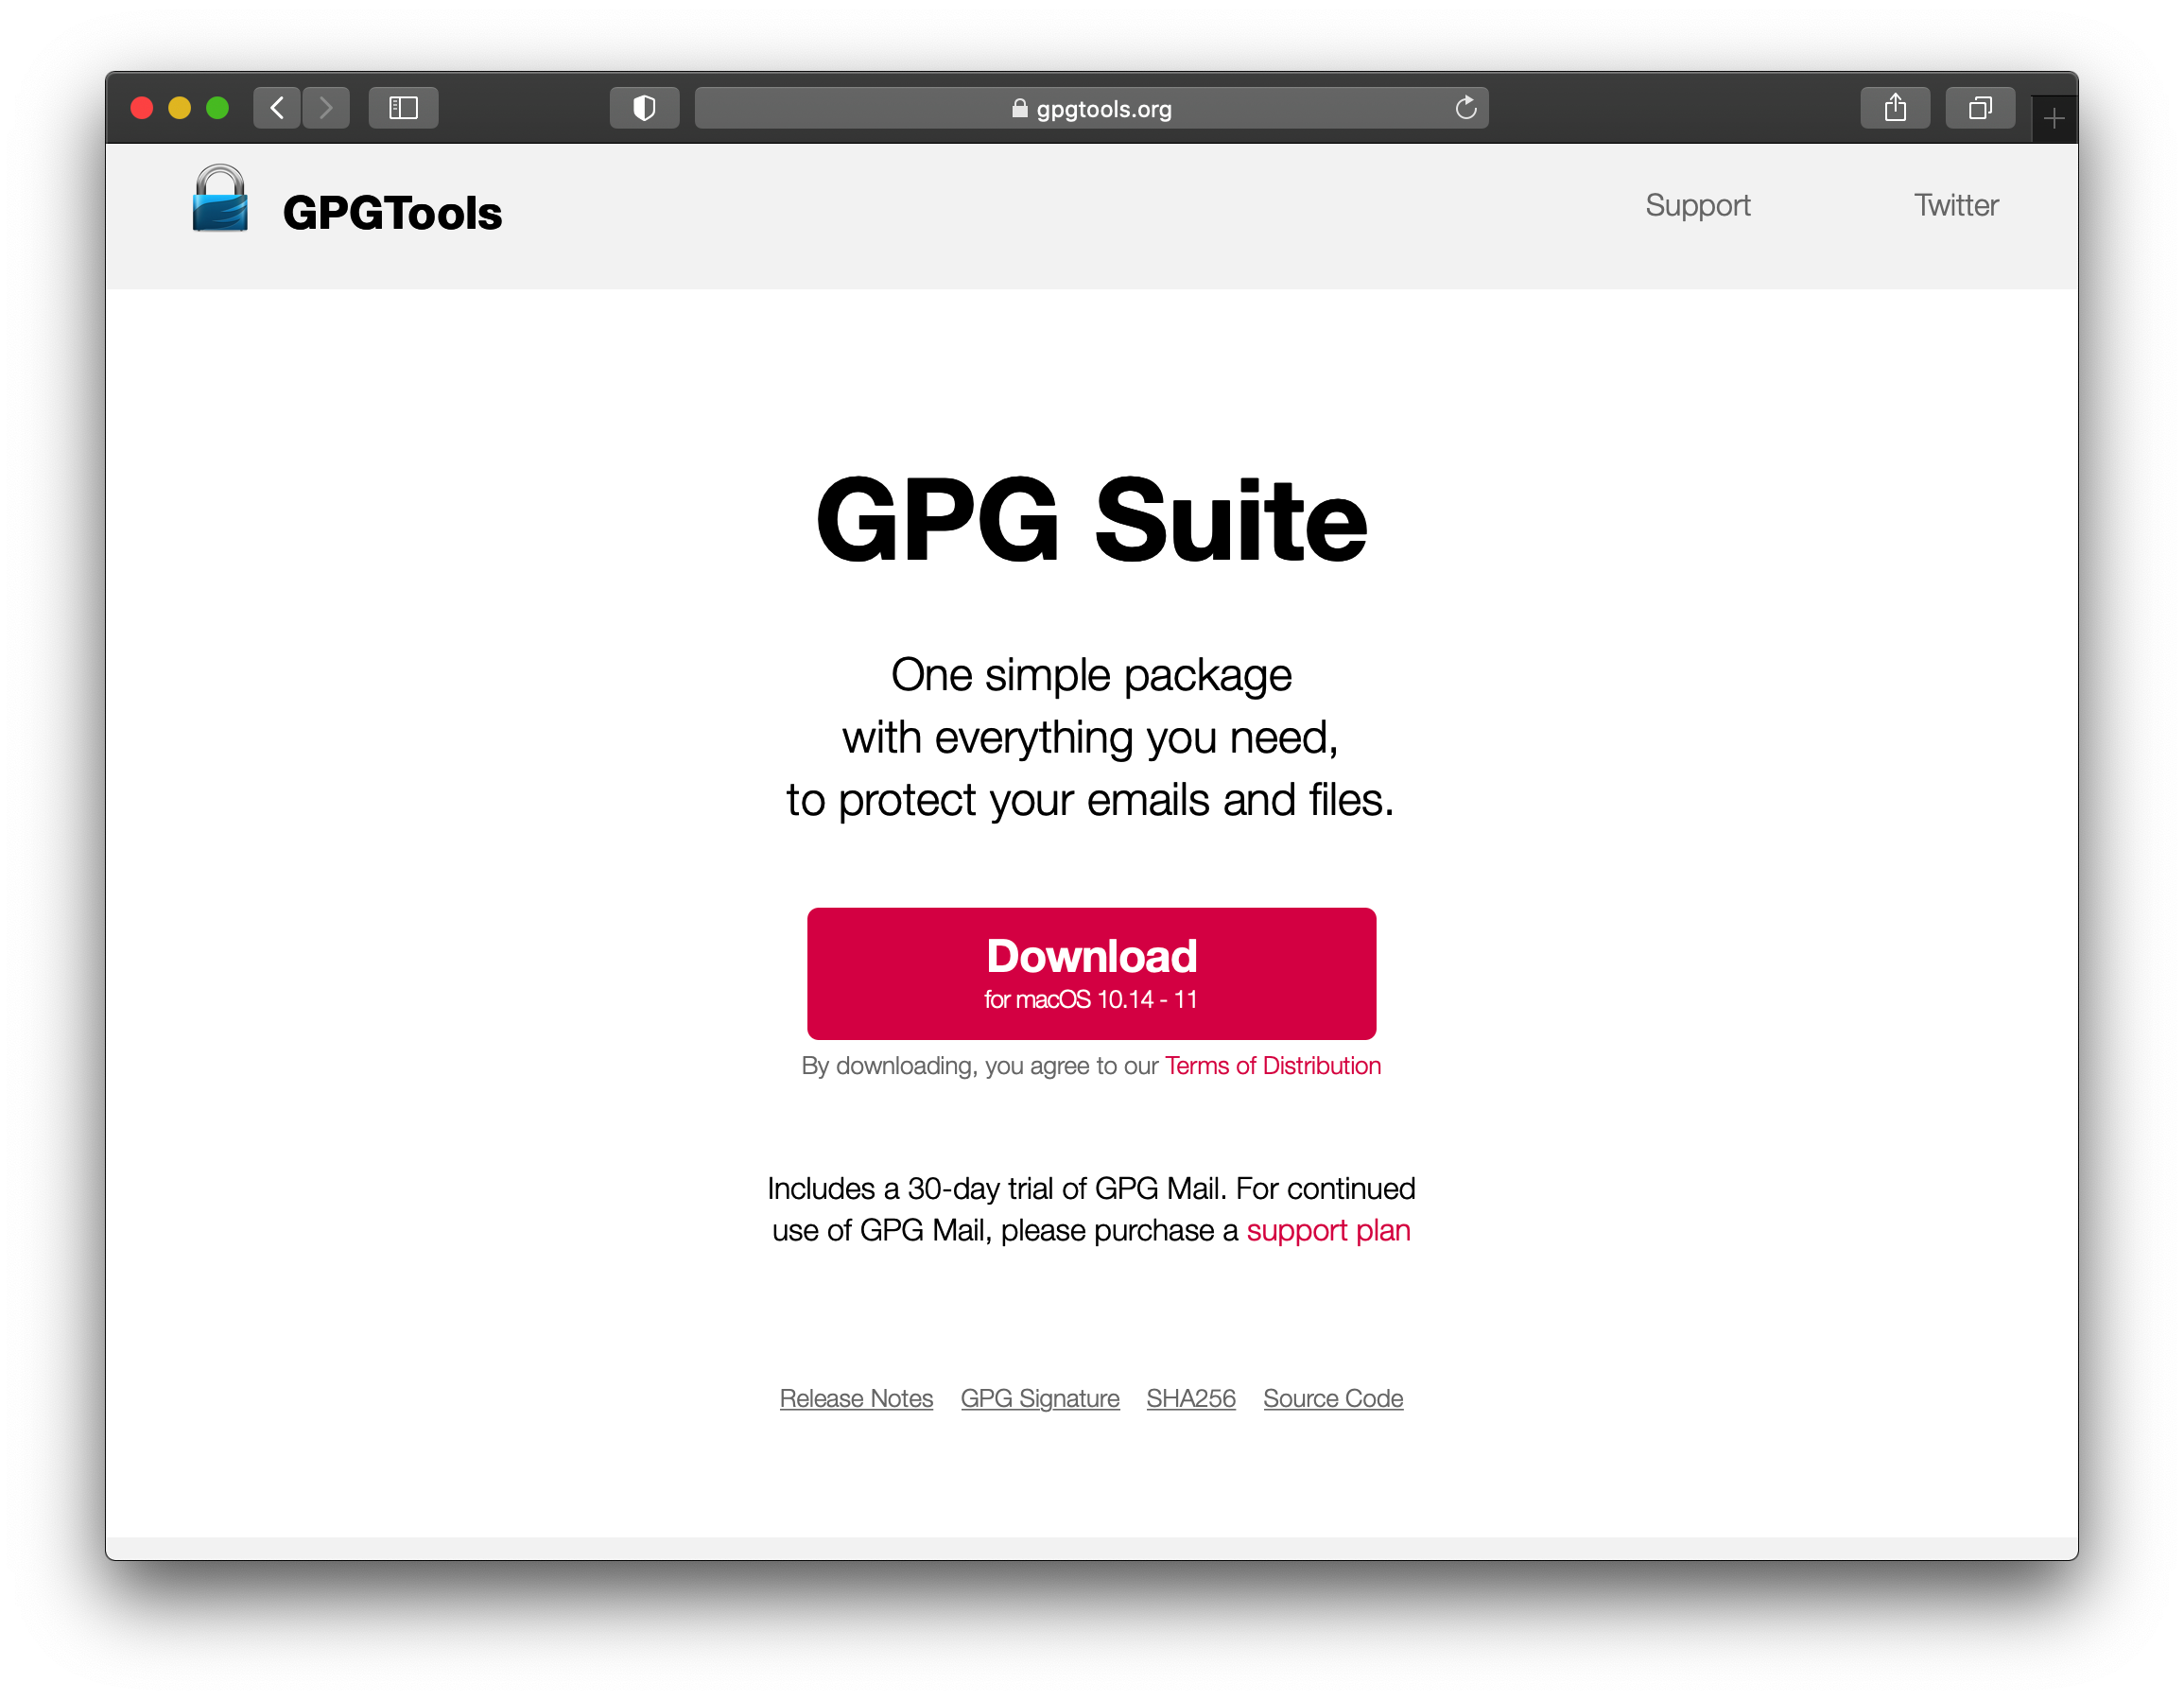 gpgtools.org
GPGTools
Support
Twitter
GPG Suite
One simple package
with everything you need,
to protect your emails and files.
Download
for macOS 10.14 - 11
By downloading, you agree to our Terms of Distribution
Includes a 30-day trial of GPG Mail. For continued
use of GPG Mail, please purchase a support plan
Release Notes GPG Signature SHA256 Source Code